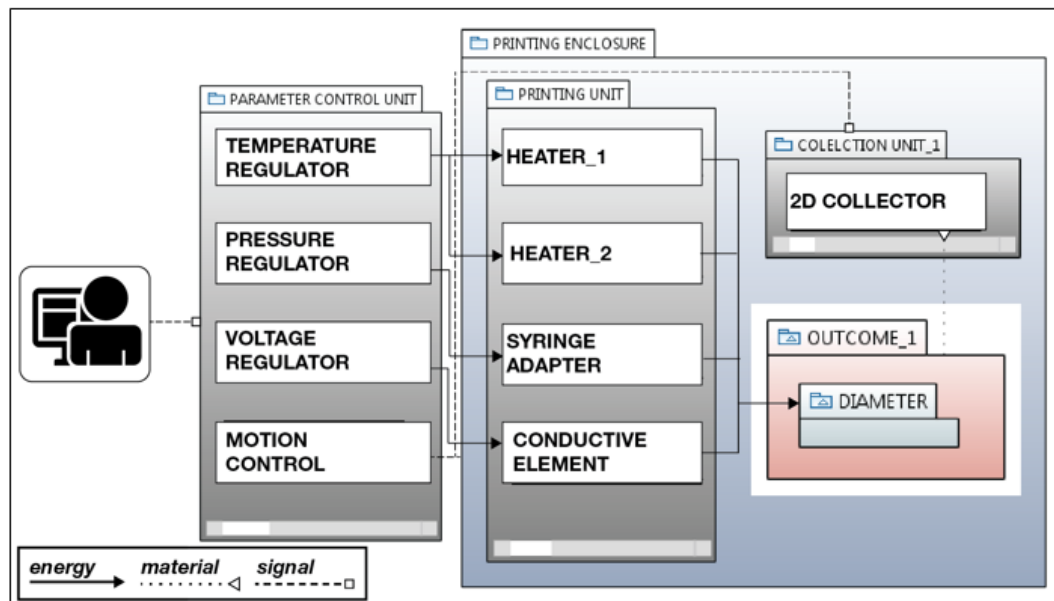 PRINTING ENCLOSURE
PARAMETER CONTROL UNIT
TEMPERATURE
REGULATOR
PRESSURE
REGULATOR
VOLTAGE
REGULATOR
MOTION
CONTROL
PRINTING UNIT
HEATER_1
HEATER_2
SYRINGE
ADAPTER
CONDUCTIVE
ELEMENT
COLELCTION UNIT_1
2D COLLECTOR
OUTCOME_1
DIAMETER
energy material signal